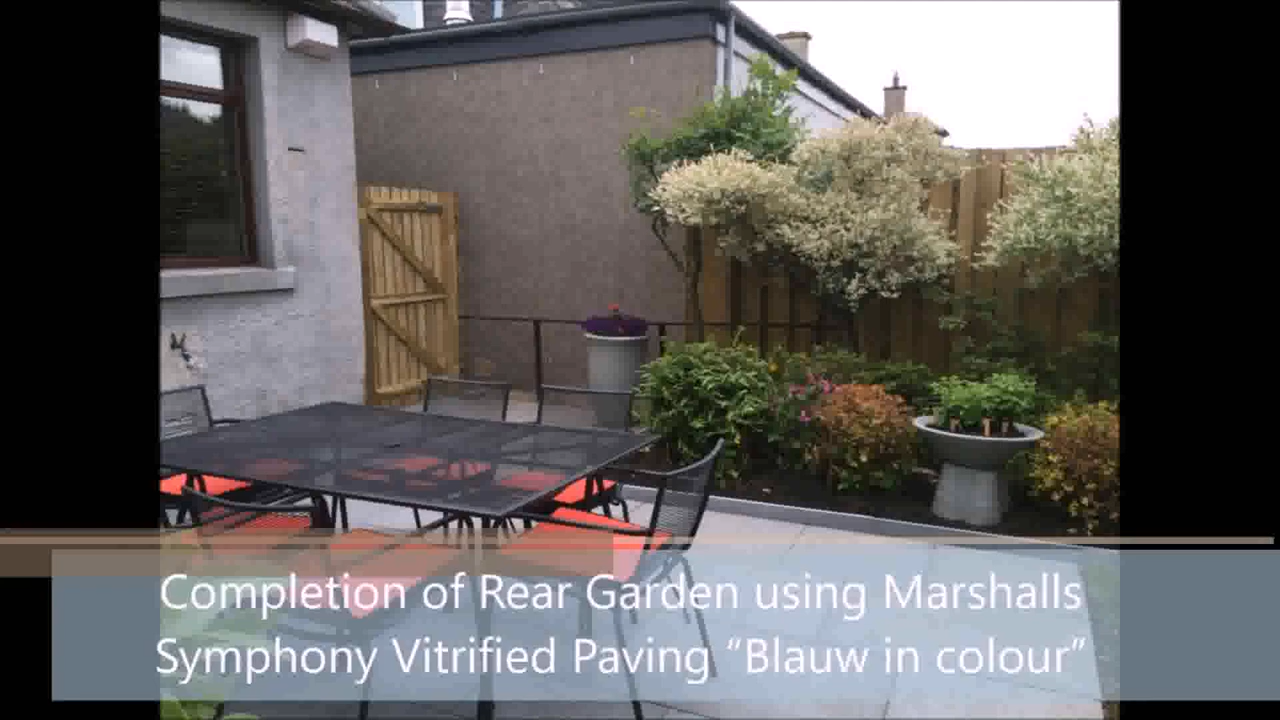 Completion of Rear Garden using Marshalls
Symphony Vitrified Paving “Blauw in colour”